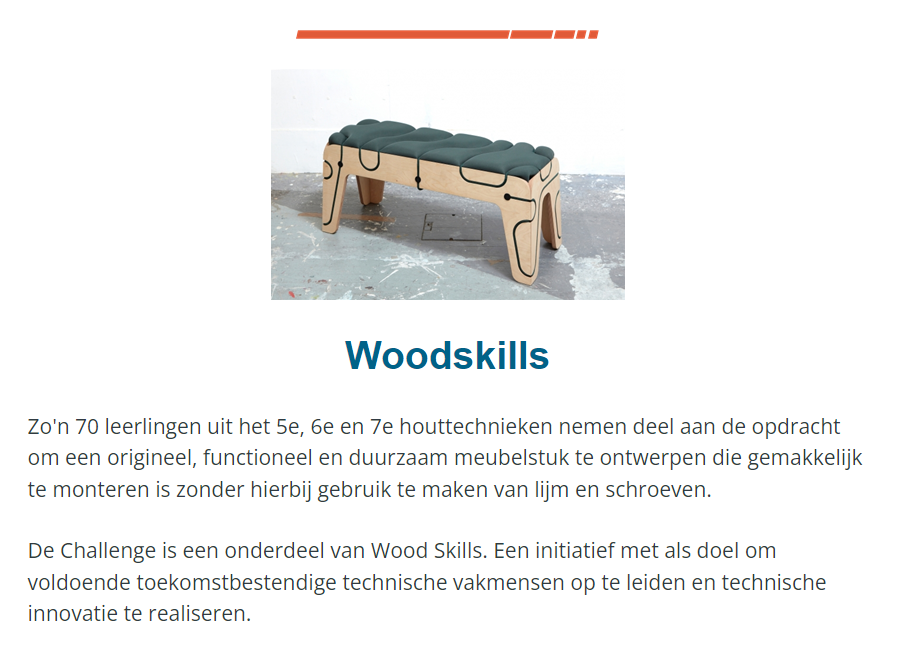 Woodskills
Zo'n 70 leerlingen uit het 5e, 6e en 7e houttechnieken nemen deel aan de opdracht
om een origineel, functioneel en duurzaam meubelstuk te ontwerpen die gemakkelijk
te monteren is zonder hierbij gebruik te maken van lijm en schroeven.
De Challenge is een onderdeel van Wood Skills. Een initiatief met als doel om
voldoende toekomstbestendige technische vakmensen op te leiden en technische
innovatie te realiseren.